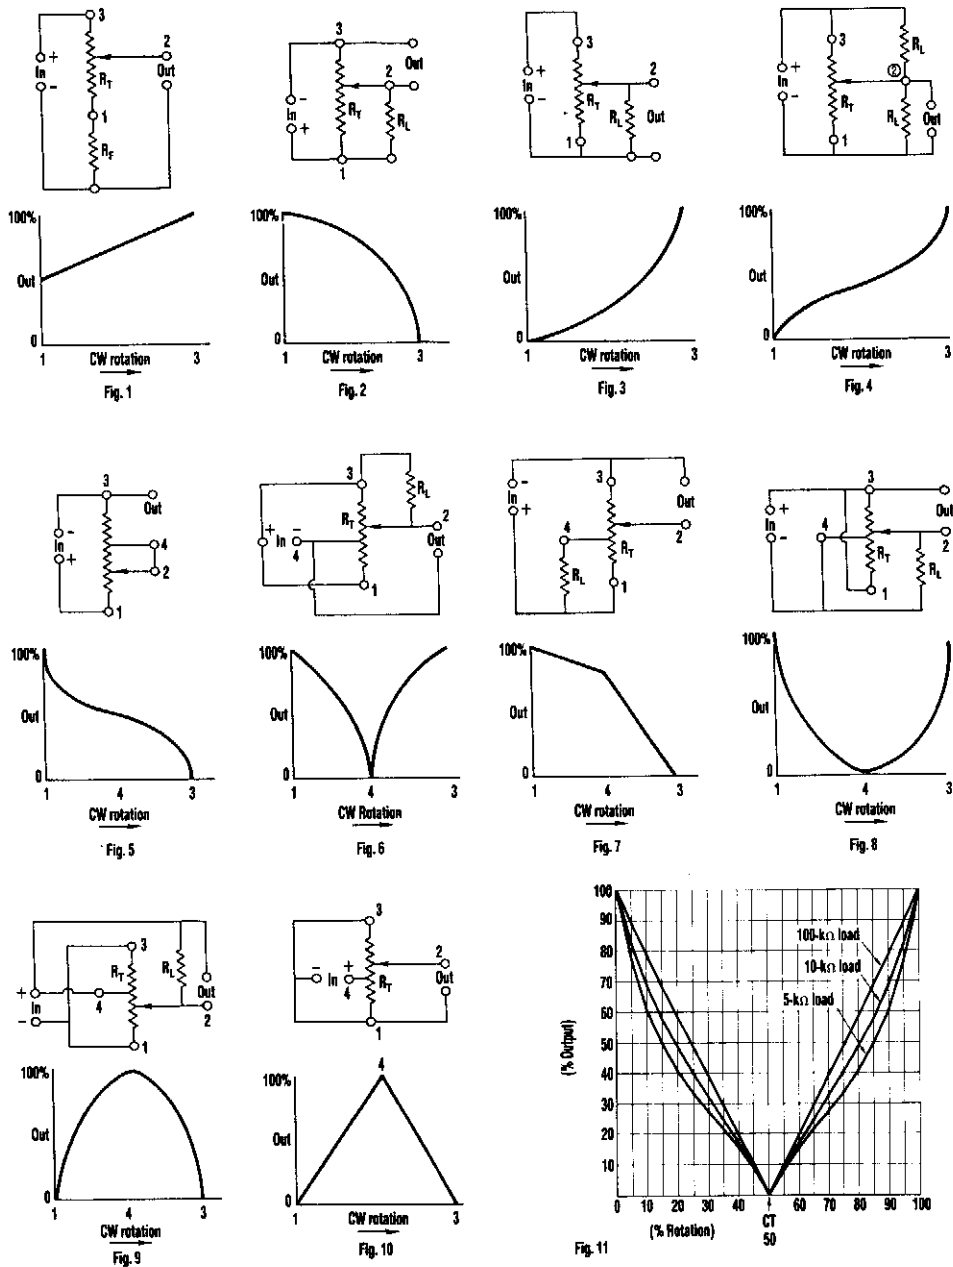 3
2
+
In
-
R_T
Out
1
R_F
100%
Out
0
1
3
CW rotation
Fig. 1
3
Out
2
-
In
+
R_T
R_L
1
100%
Out
0
1
3
CW rotation
Fig. 2
3
2
+
In
-
R_T
R_L
Out
1
100%
Out
0
1
3
CW rotation
Fig. 3
3
R_L
2
+
In
-
R_T
R_L
Out
1
100%
Out
0
1
3
CW rotation
Fig. 4
3
Out
-
In
+
4
2
1
100%
Out
0
1
4
3
CW rotation
Fig. 5
3
R_L
R_T
2
+
In
-
4
Out
1
100%
Out
0
1
4
3
CW Rotation
Fig. 6
3
-
In
+
Out
4
2
R_T
R_L
1
100%
Out
0
1
4
3
CW rotation
Fig. 7
3
Out
+
In
-
4
2
R_T
R_L
1
100%
Out
0
1
4
3
CW rotation
Fig. 8
3
R_T
R_L
+
In
-
4
Out
2
1
100%
Out
0
1
4
3
CW rotation
Fig. 9
3
2
-
In
+
4
R_T
Out
1
4
100%
Out
0
1
3
CW rotation
Fig. 10
100
90
80
70
60
50
40
30
20
10
(% Output)
100-kΩ load
10-kΩ load
5-kΩ load
0 10 20 30 40 50 60 70 80 90 100
(% Rotation)
CT
50
Fig. 11